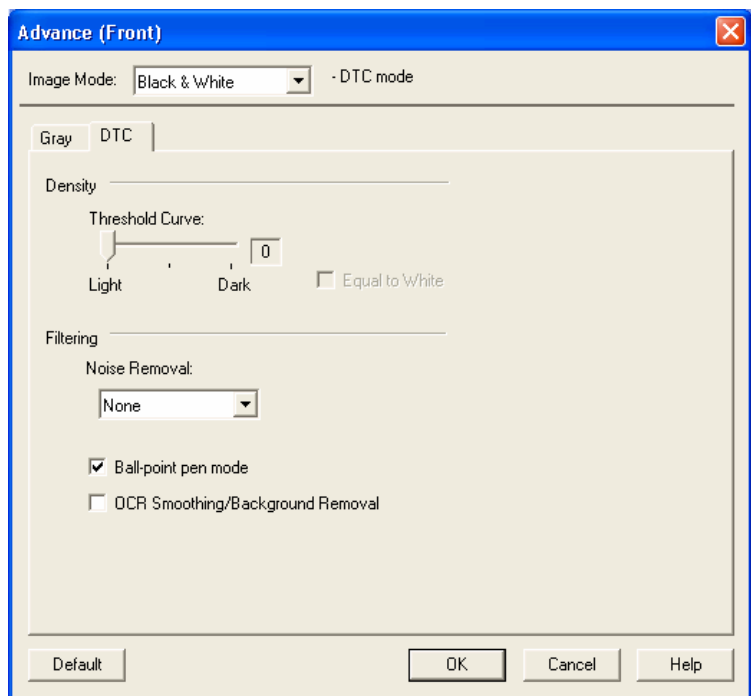 Advance (Front)
Image Mode: Black & White - DTC mode
Gray DTC
Density
Threshold Curve:
0
Light Dark Equal to White
Filtering
Noise Removal:
None
Ball-point pen mode
OCR Smoothing/Background Removal
Default OK Cancel Help